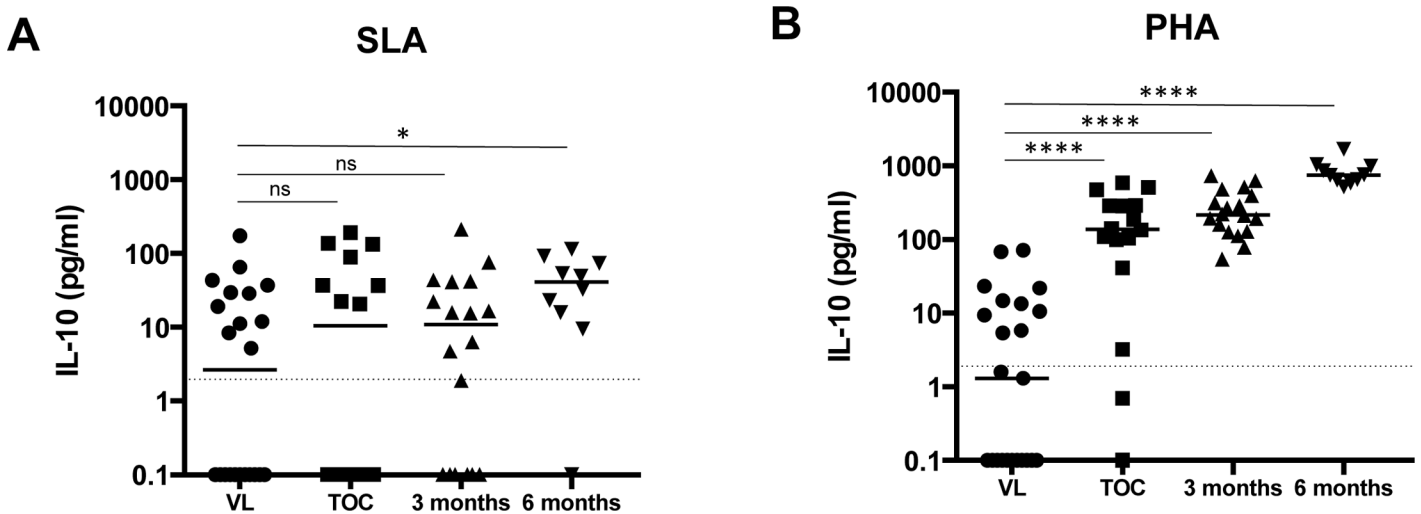 A
SLA
IL-10 (pg/ml)
10000
1000
100
10
1
0.1
*
ns
ns
VL TOC 3 months 6 months
B
PHA
IL-10 (pg/ml)
10000
1000
100
10
1
0.1
****
****
****
VL TOC 3 months 6 months